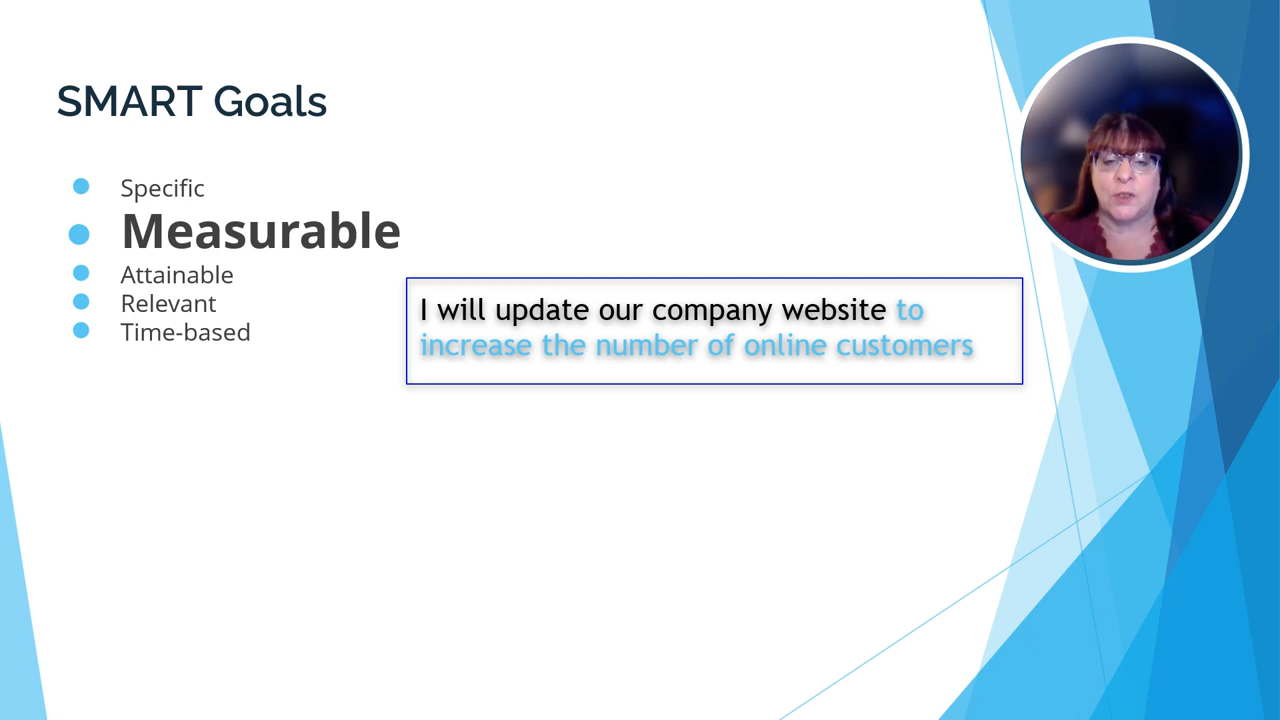 SMART Goals
Specific
Measurable
Attainable
Relevant
Time-based
I will update our company website to
increase the number of online customers